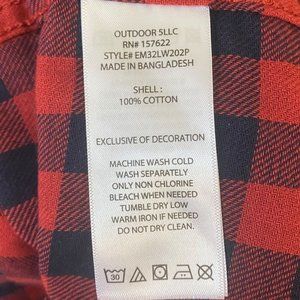 OUTDOOR 5LLC
RN# 157622
STYLE# EM32LW202P
MADE IN BANGLADESH
SHELL :
100% COTTON
EXCLUSIVE OF DECORATION
MACHINE WASH COLD
WASH SEPARATELY
ONLY NON CHLORINE
BLEACH WHEN NEEDED
TUMBLE DRY LOW
WARM IRON IF NEEDED
DO NOT DRY CLEAN.
30